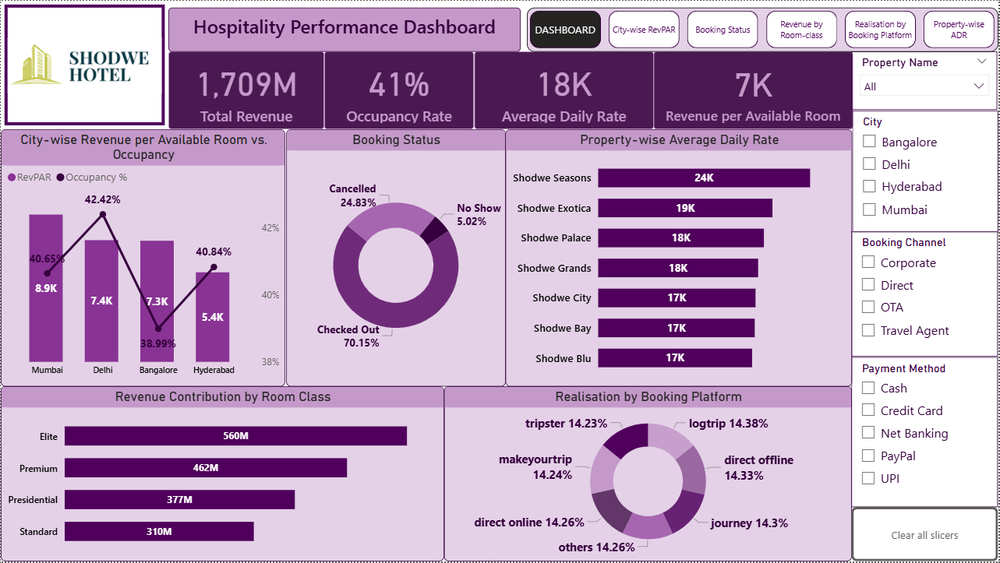 SHODWE
HOTEL
Hospitality Performance Dashboard
DASHBOARD
City-wise RevPAR
Booking Status
Revenue by
Room-class
Realisation by
Booking Platform
Property-wise
ADR
1,709M
Total Revenue
41%
Occupancy Rate
18K
Average Daily Rate
7K
Revenue per Available Room
Property Name
All
City
Bangalore
Delhi
Hyderabad
Mumbai
Booking Channel
Corporate
Direct
OTA
Travel Agent
Payment Method
Cash
Credit Card
Net Banking
PayPal
UPI
Clear all slicers
City-wise Revenue per Available Room vs.
Occupancy
RevPAR
Occupancy %
42.42%
40.65%
40.84%
38.99%
8.9K
7.4K
7.3K
5.4K
42%
40%
38%
Mumbai
Delhi
Bangalore
Hyderabad
Booking Status
Cancelled
24.83%
No Show
5.02%
Checked Out
70.15%
Property-wise Average Daily Rate
Shodwe Seasons 24K
Shodwe Exotica 19K
Shodwe Palace 18K
Shodwe Grands 18K
Shodwe City 17K
Shodwe Bay 17K
Shodwe Blu 17K
Revenue Contribution by Room Class
Elite 560M
Premium 462M
Presidential 377M
Standard 310M
Realisation by Booking Platform
tripster 14.23%
logtrip 14.38%
makeyourtrip
14.24%
direct offline
14.33%
direct online 14.26%
journey 14.3%
others 14.26%